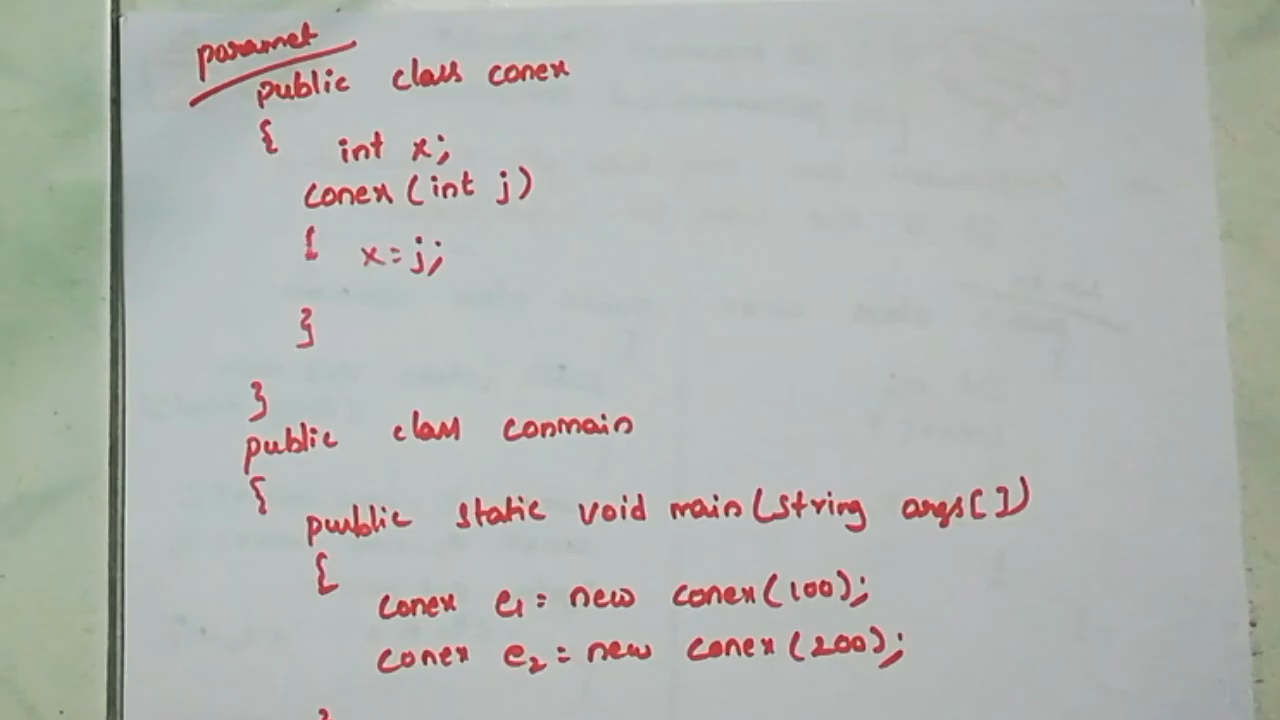 paramet
public class conex
{ int x;
conex (int j)
{ x=j;
}
}
public class conmain
{
public static void main(string args[])
{
conex e1 = new conex(100);
conex e2 = new conex(200);
}